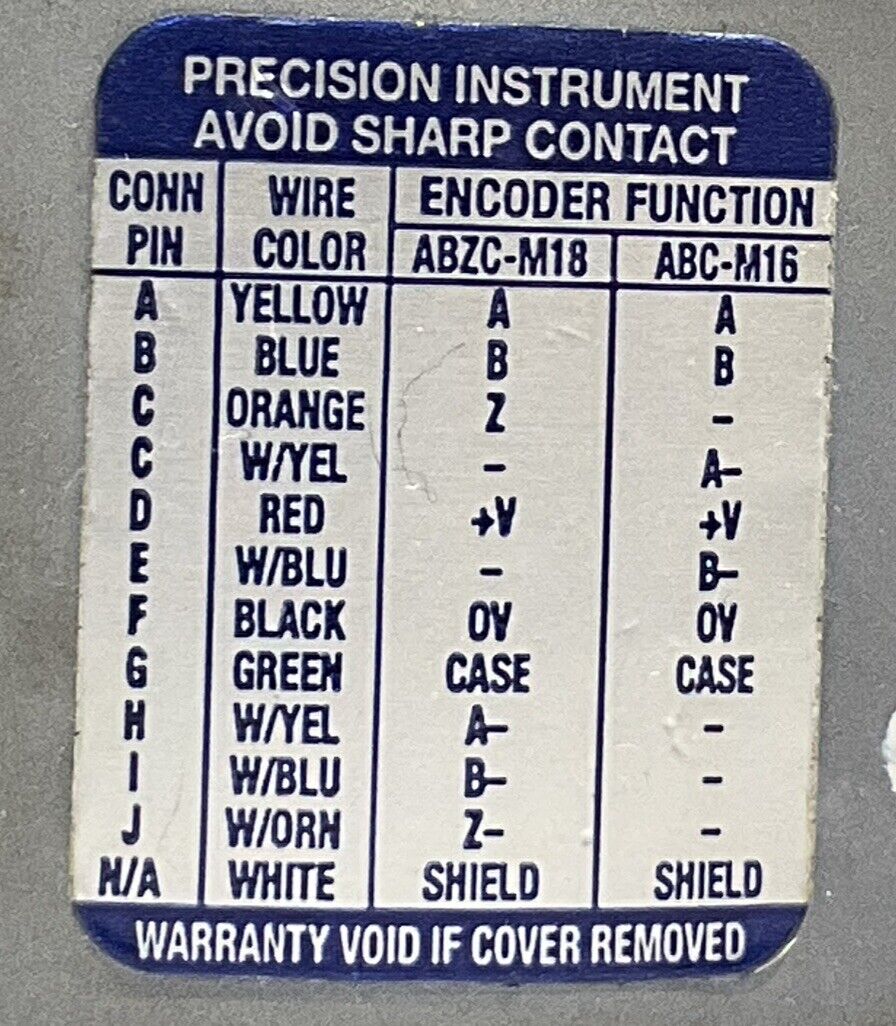 PRECISION INSTRUMENT
AVOID SHARP CONTACT
CONN WIRE ENCODER FUNCTION
PIN COLOR ABZC-M18 ABC-M16
A YELLOW A A
B BLUE B B
C ORANGE Z -
C W/YEL - A-
D RED +V +V
E W/BLU - B-
F BLACK 0V 0V
G GREEN CASE CASE
H W/YEL A- -
I W/BLU B- -
J W/ORN Z- -
N/A WHITE SHIELD SHIELD
WARRANTY VOID IF COVER REMOVED